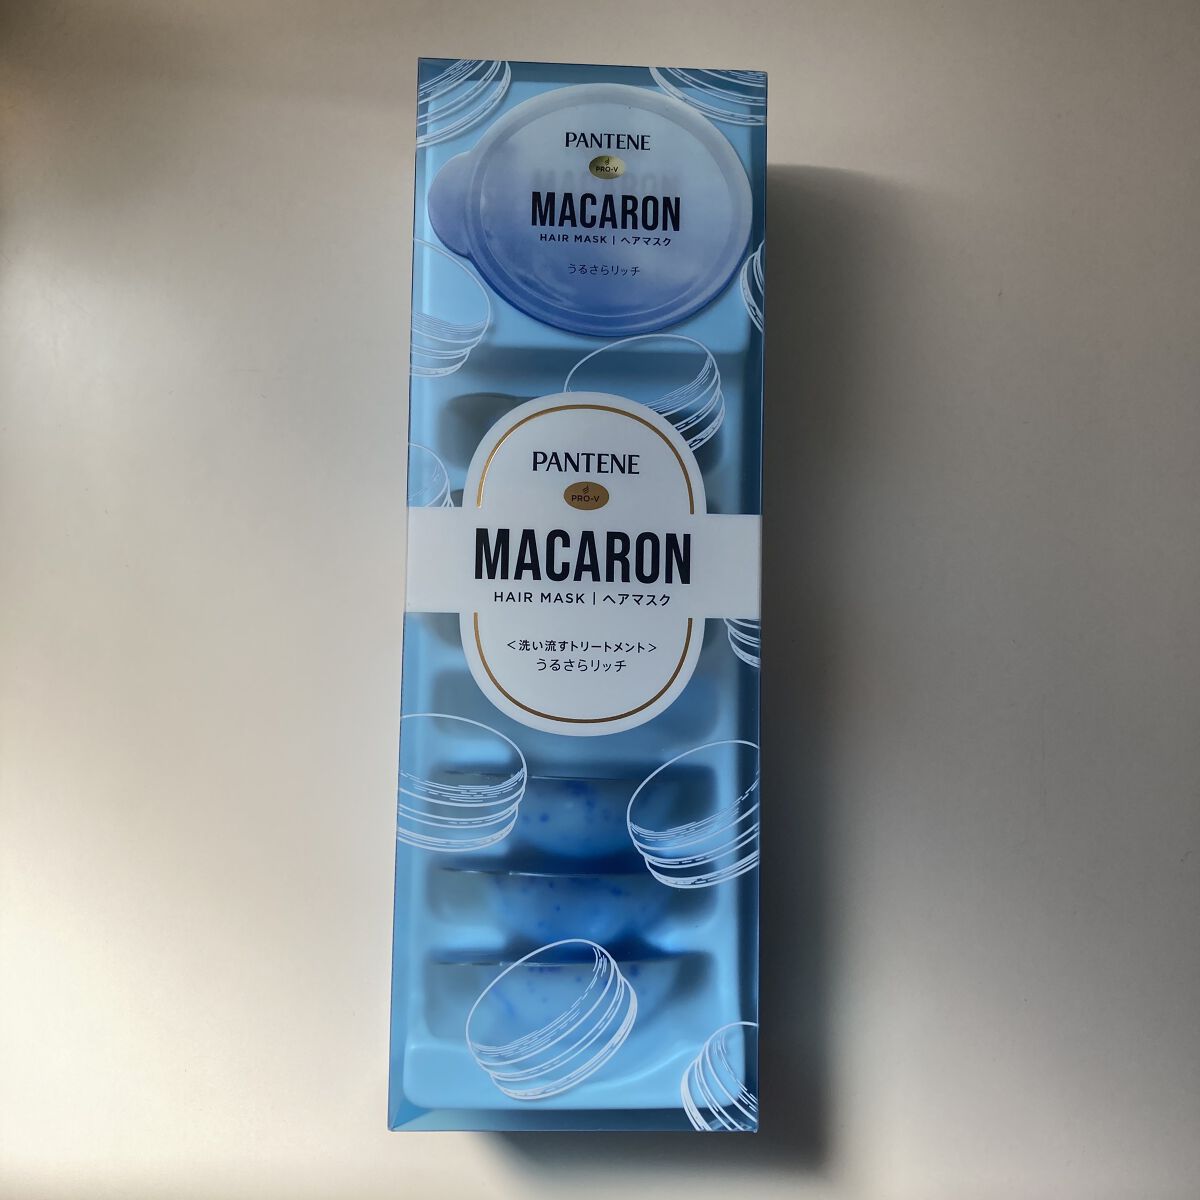 PANTENE
PRO-V
MACARON
HAIR MASK | ヘアマスク
うるさらリッチ
PANTENE
PRO-V
MACARON
HAIR MASK | ヘアマスク
<洗い流すトリートメント>
うるさらリッチ